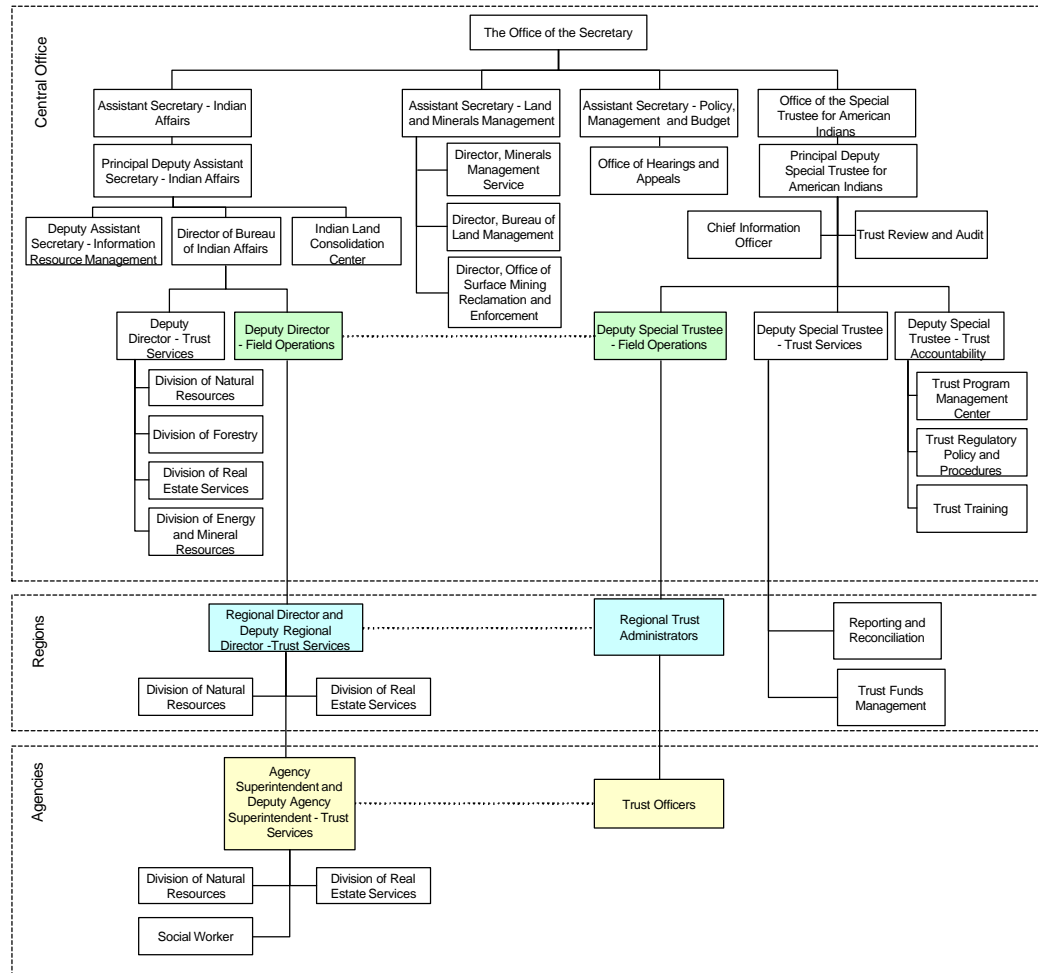 Central Office
The Office of the Secretary
Assistant Secretary - Indian
Affairs
Assistant Secretary - Land
and Minerals Management
Assistant Secretary - Policy,
Management and Budget
Office of the Special
Trustee for American
Indians
Principal Deputy Assistant
Secretary - Indian Affairs
Director, Minerals
Management
Service
Office of Hearings and
Appeals
Principal Deputy
Special Trustee for
American Indians
Deputy Assistant
Secretary - Information
Resource Management
Director of Bureau
of Indian Affairs
Indian Land
Consolidation
Center
Director, Bureau of
Land Management
Chief Information
Officer
Trust Review and Audit
Director, Office of
Surface Mining
Reclamation and
Enforcement
Deputy
Director - Trust
Services
Deputy Director
- Field Operations
Deputy Special Trustee
- Field Operations
Deputy Special Trustee
- Trust Services
Deputy Special
Trustee - Trust
Accountability
Division of Natural
Resources
Division of Forestry
Division of Real
Estate Services
Division of Energy
and Mineral
Resources
Trust Program
Management
Center
Trust Regulatory
Policy and
Procedures
Trust Training
Regions
Regional Director and
Deputy Regional
Director -Trust Services
Regional Trust
Administrators
Reporting and
Reconciliation
Division of Natural
Resources
Division of Real
Estate Services
Trust Funds
Management
Agencies
Agency
Superintendent and
Deputy Agency
Superintendent - Trust
Services
Trust Officers
Division of Natural
Resources
Division of Real
Estate Services
Social Worker